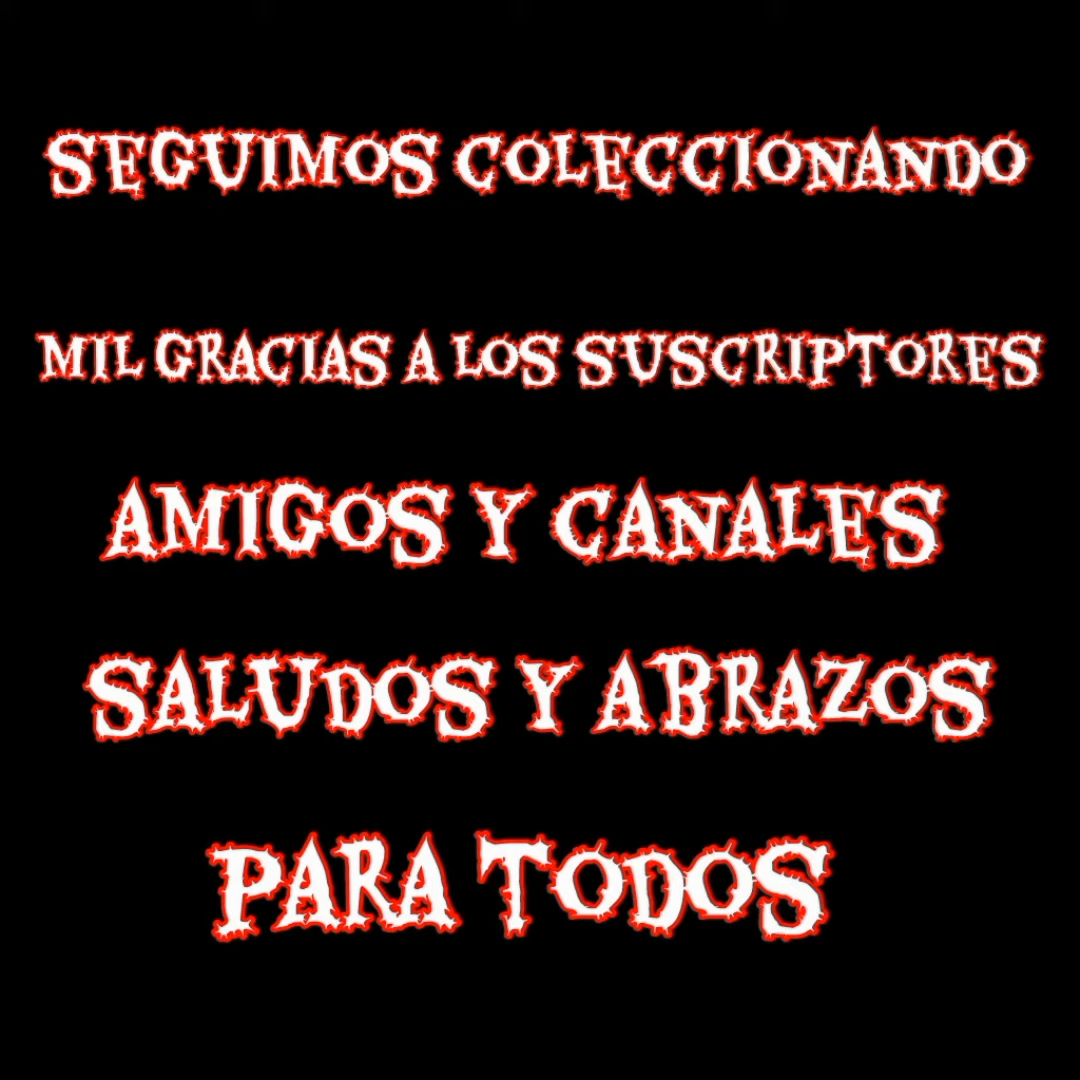 SEGUIMOS COLECCIONANDO
MIL GRACIAS A LOS SUSCRIPTORES
AMIGOS Y CANALES
SALUDOS Y ABRAZOS
PARA TODOS